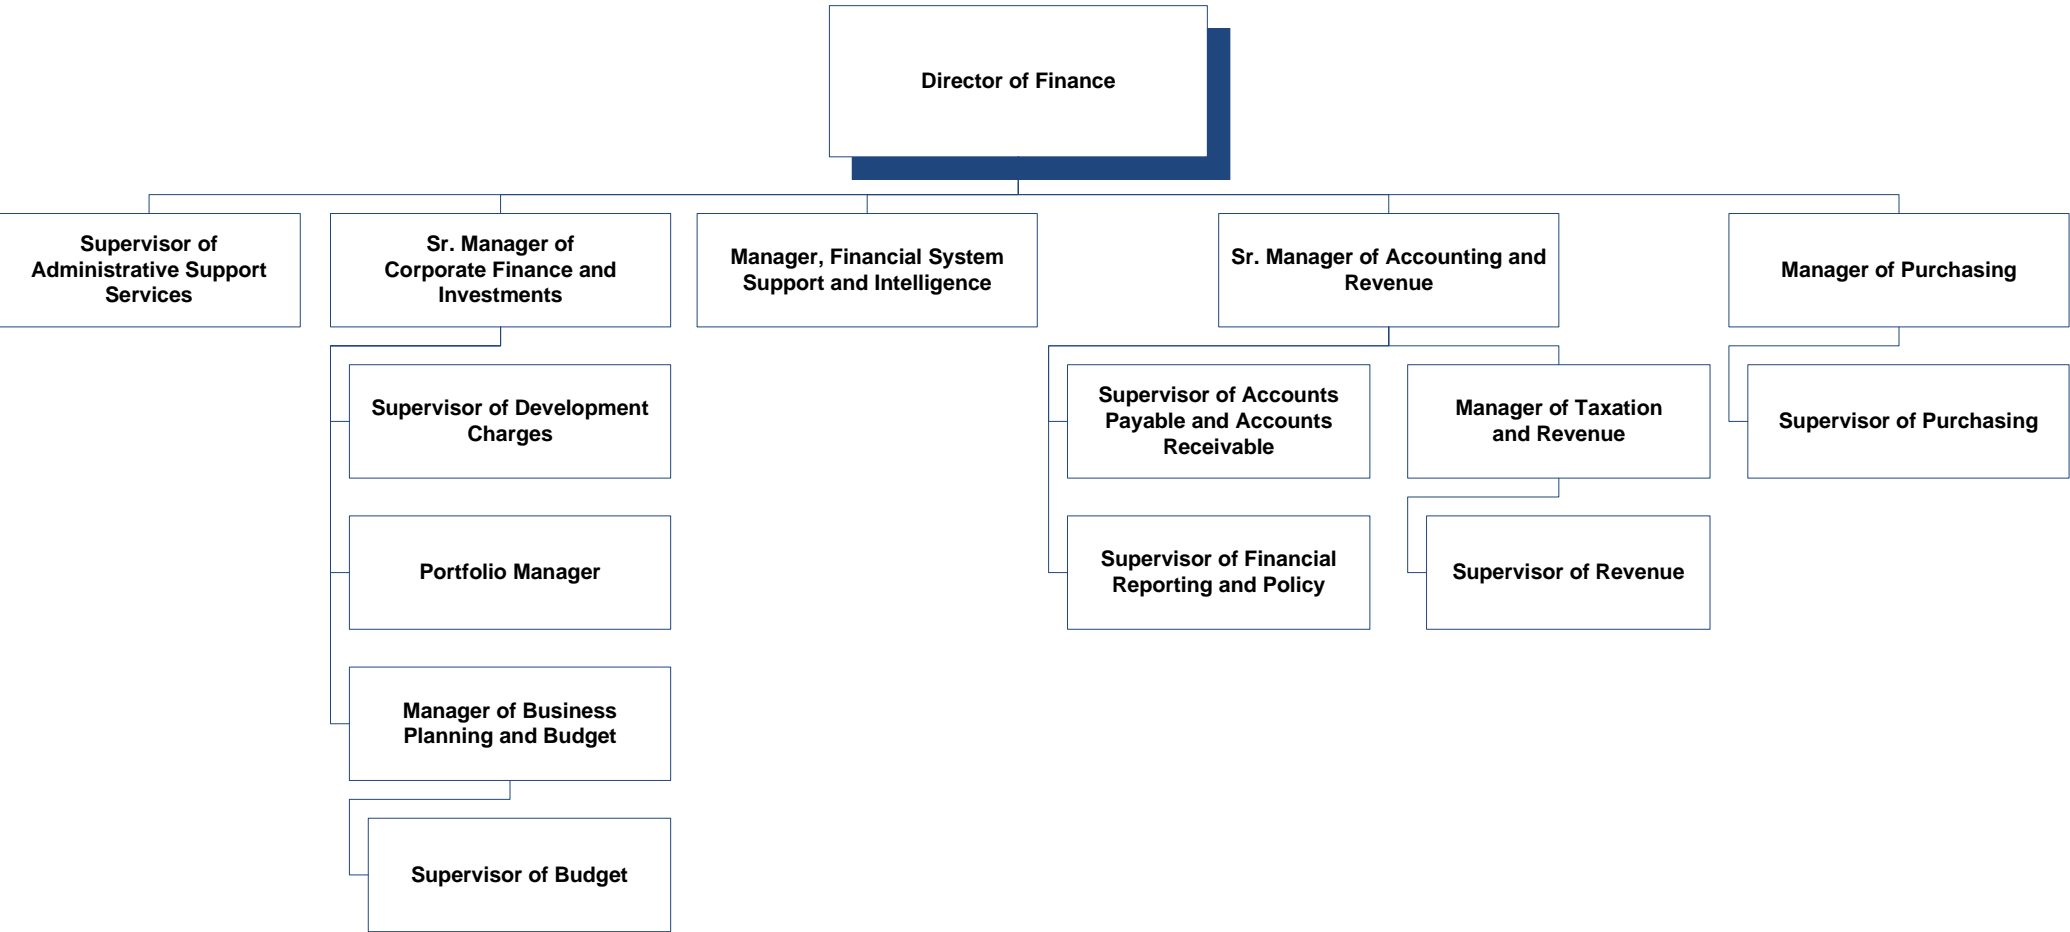 Director of Finance
Supervisor of
Administrative Support
Services
Sr. Manager of
Corporate Finance and
Investments
Manager, Financial System
Support and Intelligence
Sr. Manager of Accounting and
Revenue
Manager of Purchasing
Supervisor of Development
Charges
Supervisor of Accounts
Payable and Accounts
Receivable
Manager of Taxation
and Revenue
Supervisor of Purchasing
Portfolio Manager
Supervisor of Financial
Reporting and Policy
Supervisor of Revenue
Manager of Business
Planning and Budget
Supervisor of Budget